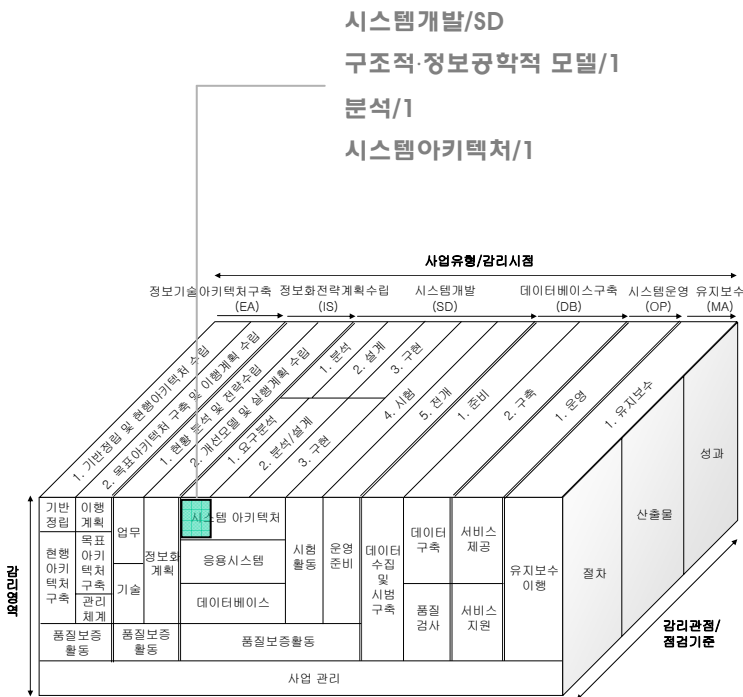 시스템개발/SD
구조적·정보공학적 모델/1
분석/1
시스템아키텍처/1
사업유형/감리시점
정보기술아키텍처구축
(EA)
정보화전략계획수립
(IS)
시스템개발
(SD)
데이터베이스구축
(DB)
시스템운영
(OP)
유지보수
(MA)
1. 기반정립 및 현행아키텍처 수립
2. 목표아키텍처 구축 및 이행계획 수립
1. 현황 분석 및 전략수립
2. 개선모델 및 실행계획 수립
1. 분석
2. 설계
3. 구현
1. 요구분석
2. 분석/설계
3. 구현
4. 시험
5. 전개
1. 준비
2. 구축
1. 운영
1. 유지보수
감리영역
기반
정립
이행
계획
현행
아키
텍처
구축
목표
아키
텍처
구축
관리
체계
업무
기술
정보화
계획
시스템 아키텍처
응용시스템
데이터베이스
시험
활동
운영
준비
데이터
수집
및
시범
구축
데이터
구축
품질
검사
서비스
제공
서비스
지원
유지보수
이행
품질보증
활동
품질보증
활동
품질보증활동
사업 관리
절차
산출물
성과
감리관점/
점검기준